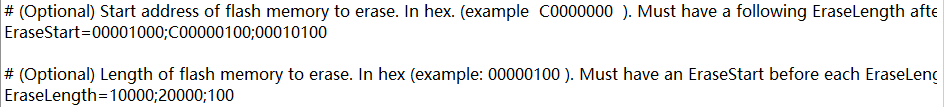 # (Optional) Start address of flash memory to erase. In hex. (example  C0000000  ). Must have a following EraseLength afte
EraseStart=00001000;C00000100;00010100
# (Optional) Length of flash memory to erase. In hex (example: 00000100 ). Must have an EraseStart before each EraseLeng
EraseLength=10000;20000;100